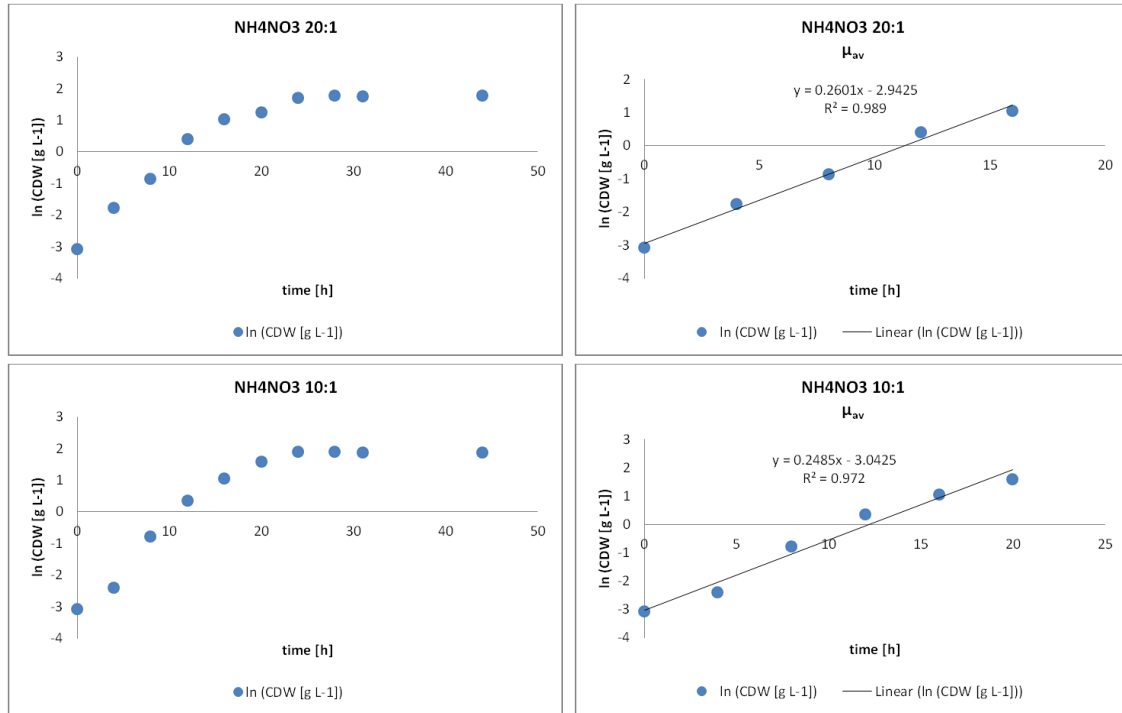 NH4NO3 20:1
3
2
1
0
-1
-2
-3
-4
0 10 20 30 40 50
ln (CDW [g L-1])
time [h]
ln (CDW [g L-1])
NH4NO3 20:1
μav
y = 0.2601x - 2.9425
R² = 0.989
2
1
0
-1
-2
-3
-4
0 5 10 15 20
ln (CDW [g L-1])
time [h]
ln (CDW [g L-1]) Linear (ln (CDW [g L-1]))
NH4NO3 10:1
3
2
1
0
-1
-2
-3
-4
0 10 20 30 40 50
ln (CDW [g L-1])
time [h]
ln (CDW [g L-1])
NH4NO3 10:1
μav
y = 0.2485x - 3.0425
R² = 0.972
3
2
1
0
-1
-2
-3
-4
0 5 10 15 20 25
ln (CDW [g L-1])
time [h]
ln (CDW [g L-1]) Linear (ln (CDW [g L-1]))